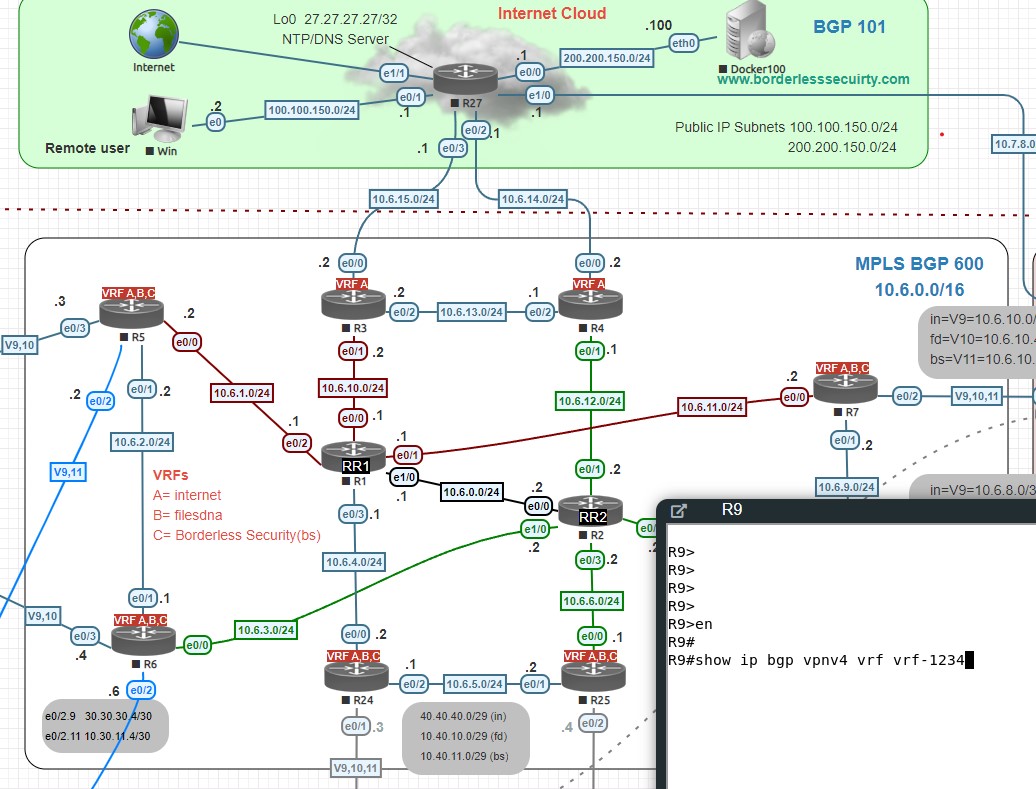 Internet Cloud
Lo0 27.27.27.27/32
NTP/DNS Server
Internet
.100
eth0
BGP 101
Docker100
www.borderlesssecuirty.com
e1/1
.1
e0/0
200.200.150.0/24
e0/1
.1
R27
e1/0
.1
.2
e0
100.100.150.0/24
Remote user
Win
e0/2
.1
.1
e0/3
Public IP Subnets 100.100.150.0/24
200.200.150.0/24
10.7.8.0
10.6.15.0/24
10.6.14.0/24
MPLS BGP 600
10.6.0.0/16
.2
e0/0
VRF A
R3
.2
e0/2
10.6.13.0/24
e0/0
.2
VRF A
R4
.1
e0/2
VRF A,B,C
R5
.3
e0/3
V9,10
.2
e0/0
.2
e0/2
e0/1
.2
10.6.1.0/24
e0/1
.2
10.6.10.0/24
e0/0
e0/1
.1
10.6.12.0/24
e0/1
.2
in=V9=10.6.10.0/
fd=V10=10.6.10.4
bs=V11=10.6.10.
VRF A,B,C
R7
.2
e0/0
e0/2
V9,10,11
e0/1
.2
10.6.9.0/24
10.6.11.0/24
10.6.2.0/24
V9,11
.1
e0/2
RR1
R1
.1
e0/1
e1/0
.1
10.6.0.0/24
.2
e0/0
RR2
R2
e1/0
.2
VRFs
A= internet
B= filesdna
C= Borderless Security(bs)
e0/3
.1
10.6.4.0/24
e0/3
.2
10.6.6.0/24
in=V9=10.6.8.0/3
e0/1
.1
V9,10
VRF A,B,C
R6
e0/3
.4
e0/0
10.6.3.0/24
.6
e0/2
e0/2.9 30.30.30.4/30
e0/2.11 10.30.11.4/30
e0/0
.2
VRF A,B,C
R24
.1
e0/2
10.6.5.0/24
.2
e0/1
e0/0
.1
VRF A,B,C
R25
e0/1
.3
V9,10,11
40.40.40.0/29 (in)
10.40.10.0/29 (fd)
10.40.11.0/29 (bs)
.4
e0/2
R9
R9>
R9>
R9>
R9>
R9>en
R9#
R9#show ip bgp vpnv4 vrf vrf-1234